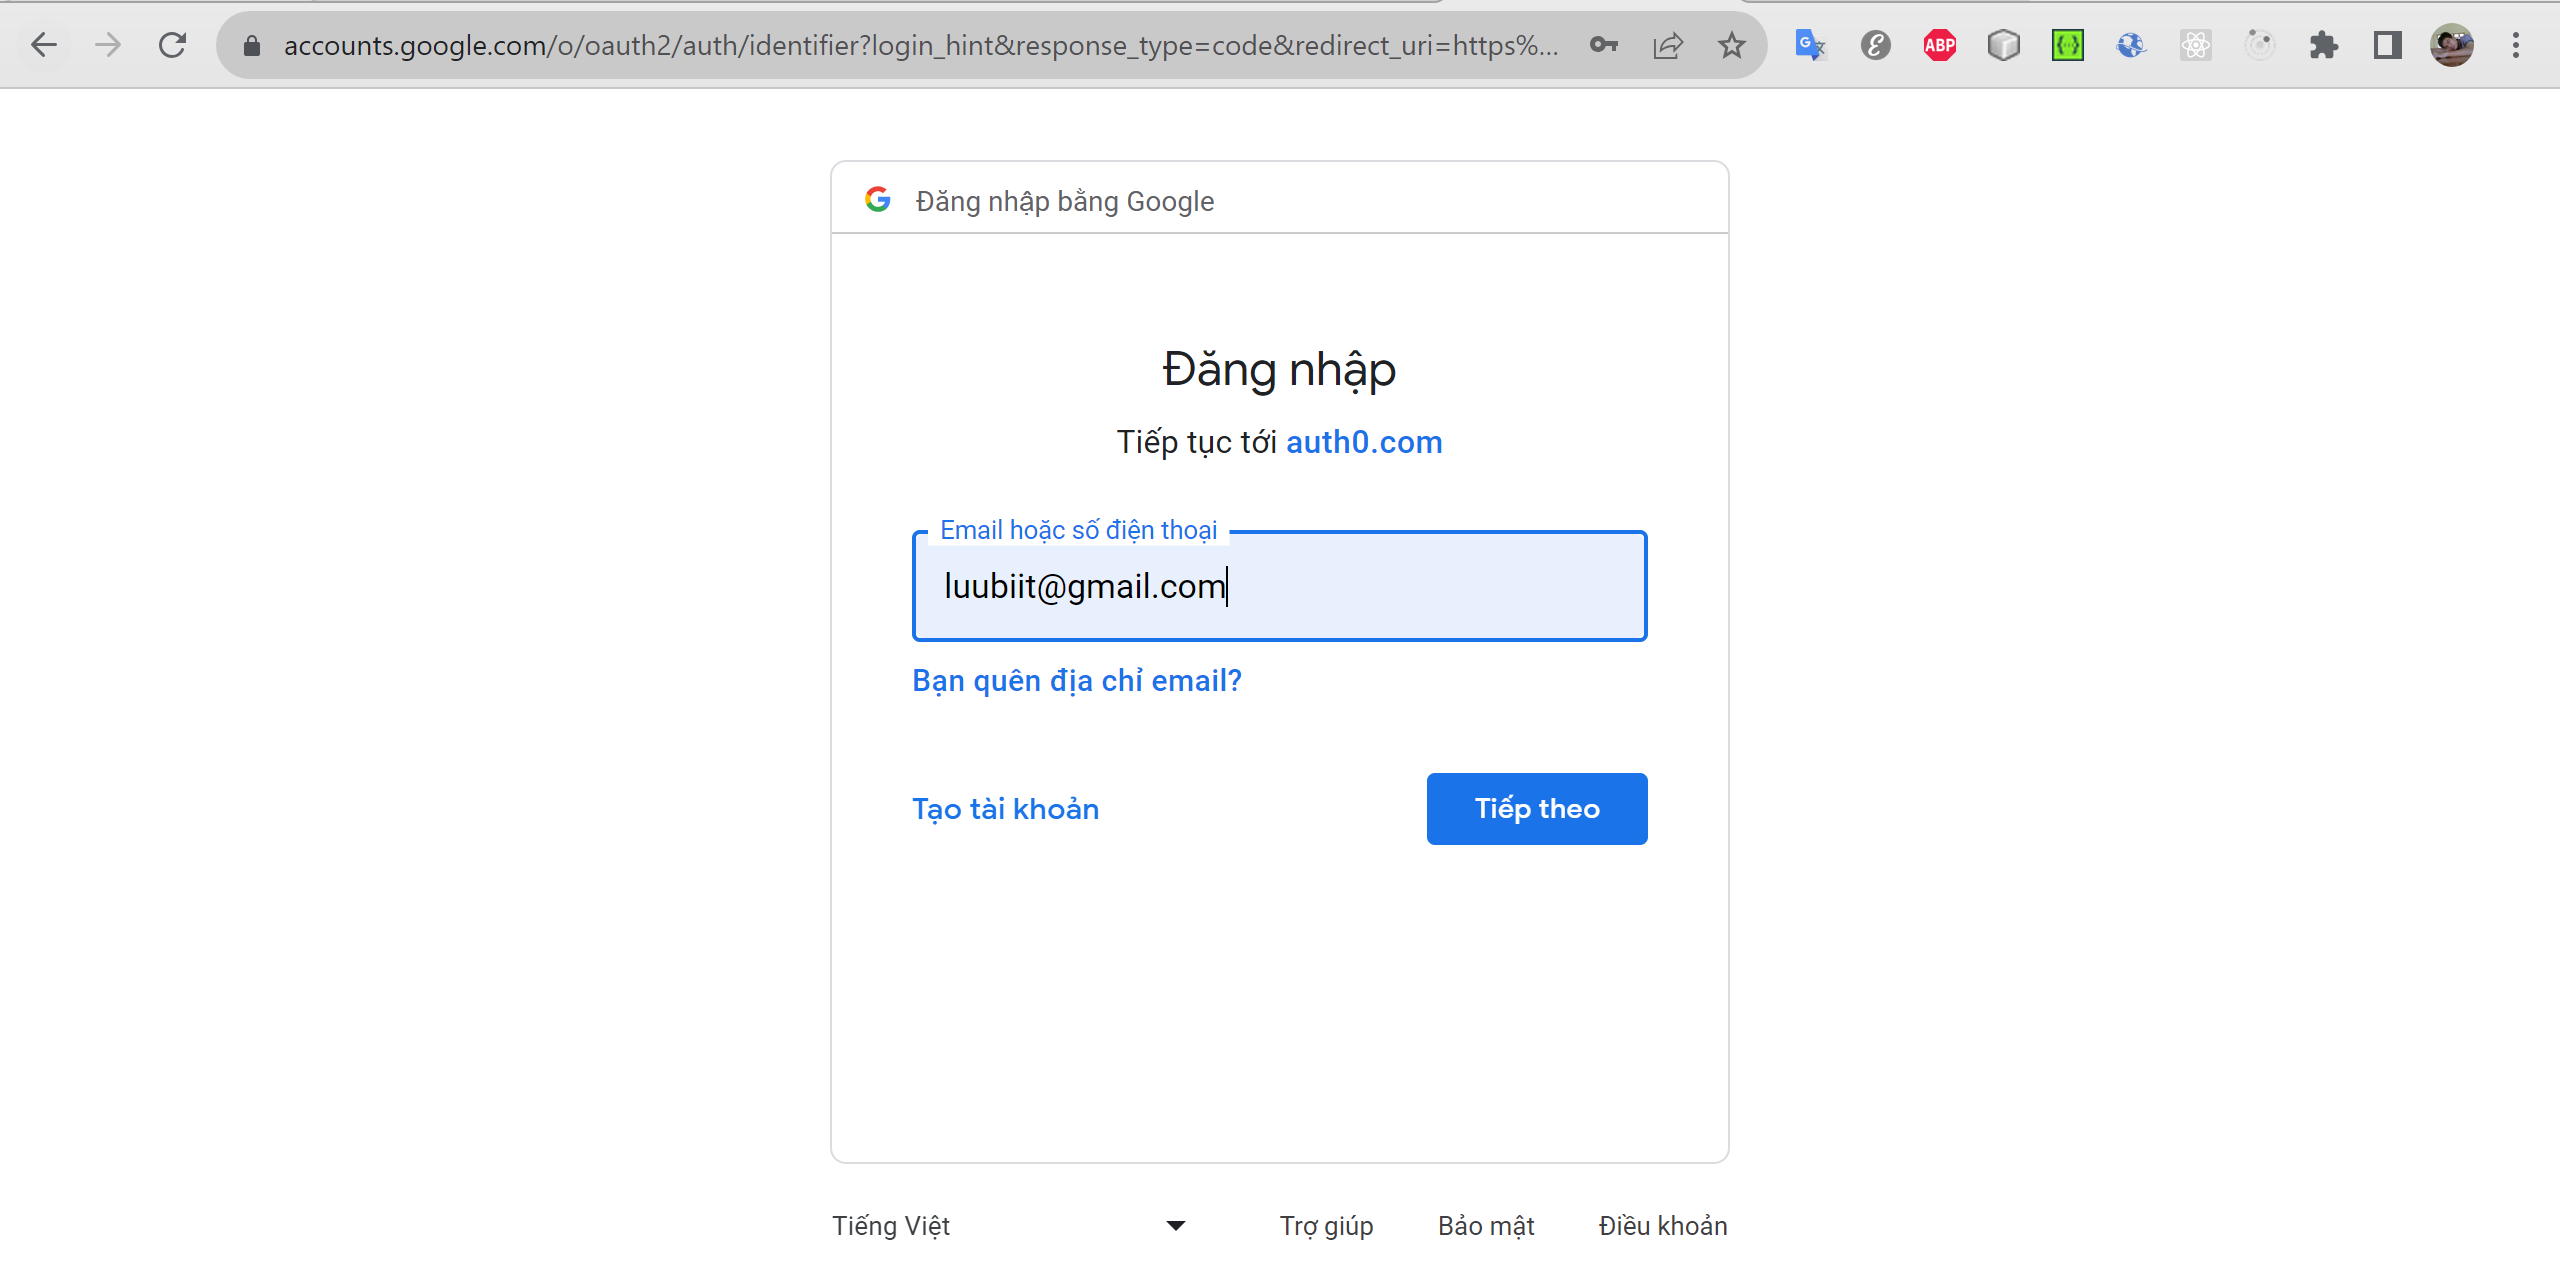 accounts.google.com/o/oauth2/auth/identifier?login_hint&response_type=code&redirect_uri=https%...
ABP
Đăng nhập bằng Google
Đăng nhập
Tiếp tục tới auth0.com
Email hoặc số điện thoại
luubiit@gmail.com
Bạn quên địa chỉ email?
Tạo tài khoản
Tiếp theo
Tiếng Việt
Trợ giúp
Bảo mật
Điều khoản